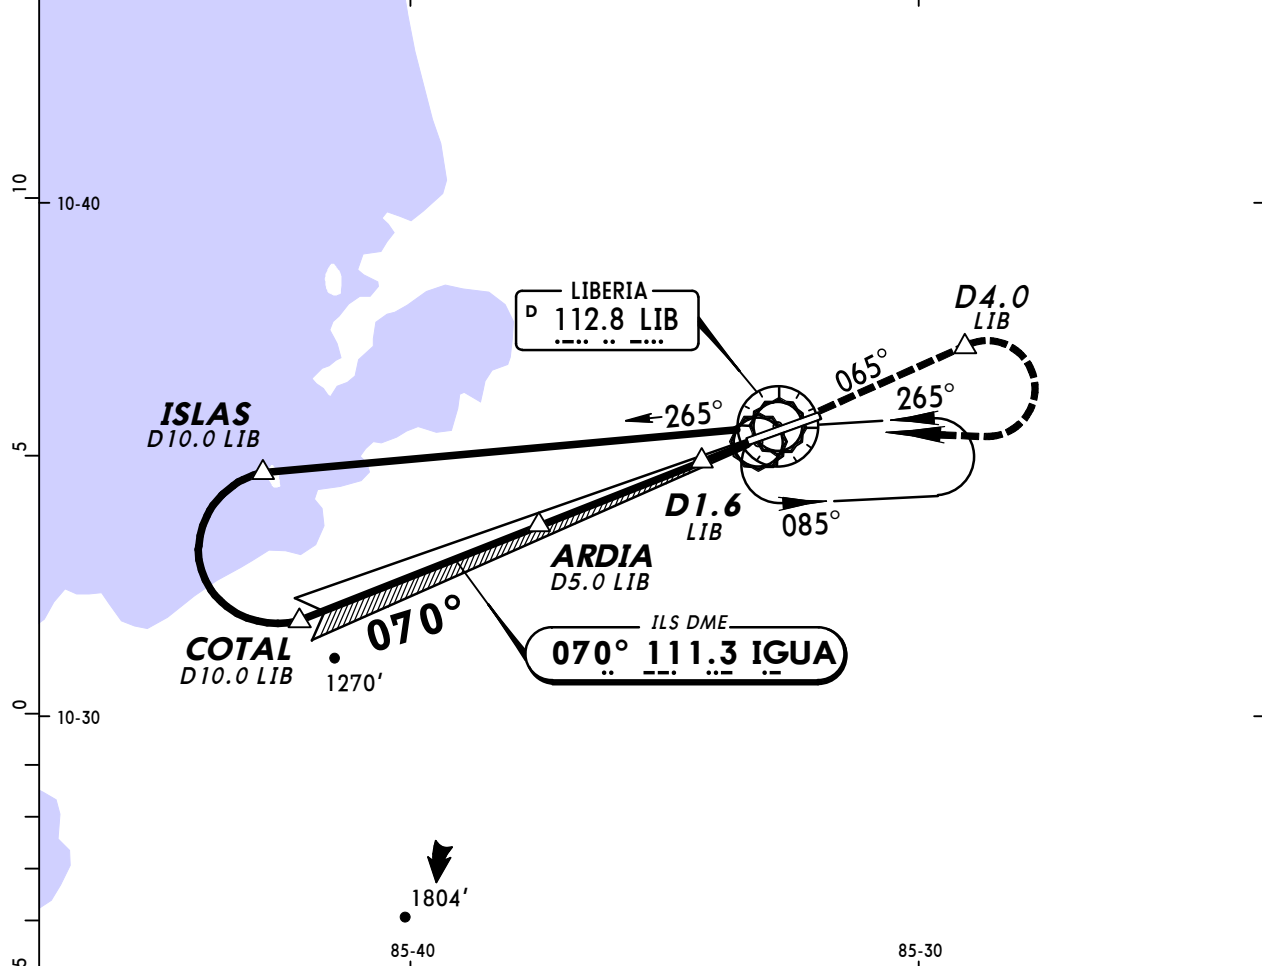 10
10-40
LIBERIA
D 112.8 LIB
D4.0
LIB
065°
265°
265°
ISLAS
D10.0 LIB
5
D1.6
LIB
085°
ARDIA
D5.0 LIB
070°
ILS DME
070° 111.3 IGUA
COTAL
D10.0 LIB
1270'
0
10-30
1804'
85-40
85-30
5